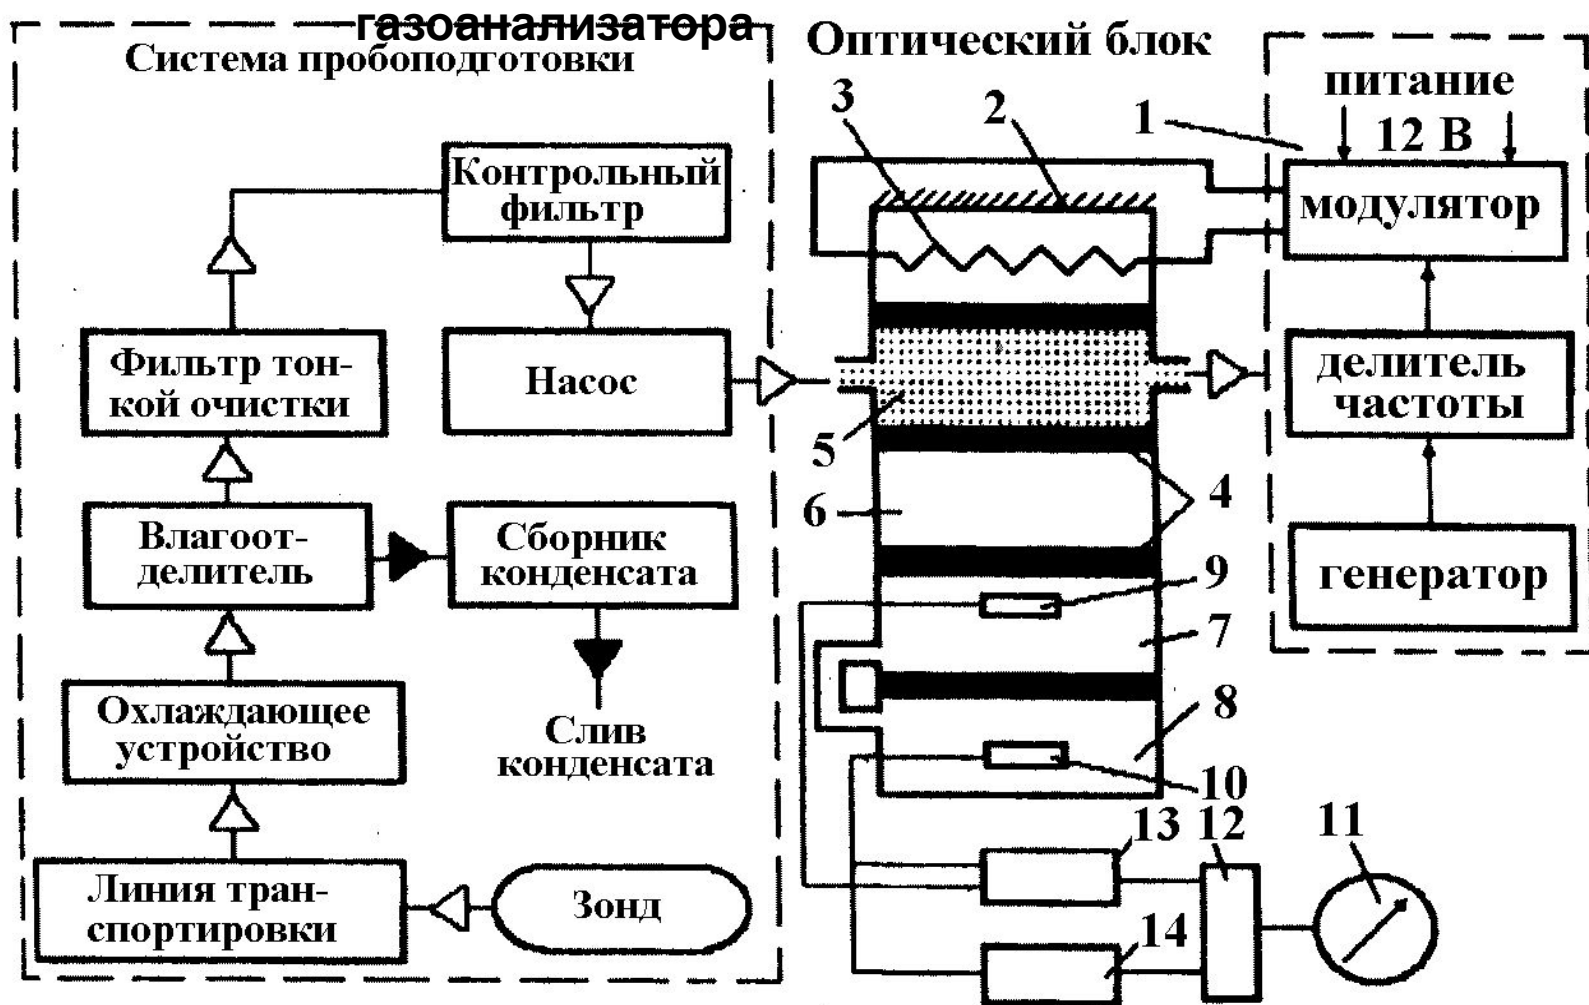 газоанализатора
Система пробоподготовки
Оптический блок
питание
12 В
3
2
1
Контрольный
фильтр
модулятор
Фильтр тон-
кой очистки
Насос
делитель
частоты
5
4
6
Влагоот-
делитель
Сборник
конденсата
генератор
9
7
Охлаждающее
устройство
Слив
конденсата
8
10
13
12
11
Линия тран-
спортировки
Зонд
14